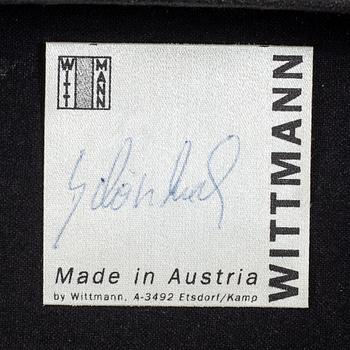 WITT
MANN
Made in Austria
by Wittmann, A-3492 Etsdorf/Kamp
WITTMANN